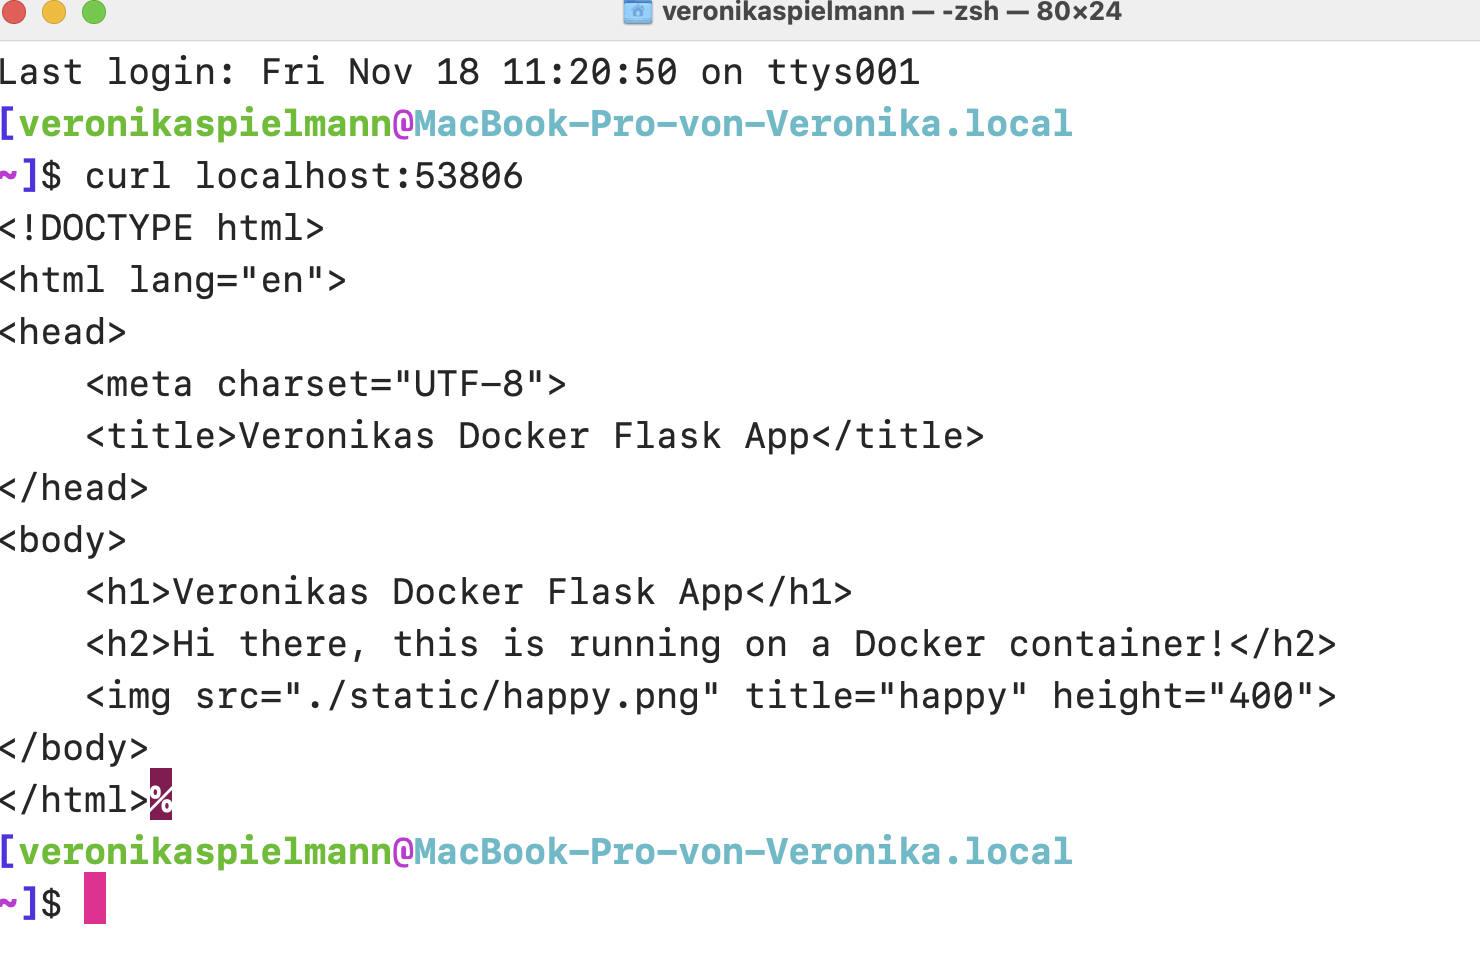 veronikaspielmann — -zsh — 80×24
Last login: Fri Nov 18 11:20:50 on ttys001
[veronikaspielmann@MacBook-Pro-von-Veronika.local
~]$ curl localhost:53806
<!DOCTYPE html>
<html lang="en">
<head>
    <meta charset="UTF-8">
    <title>Veronikas Docker Flask App</title>
</head>
<body>
    <h1>Veronikas Docker Flask App</h1>
    <h2>Hi there, this is running on a Docker container!</h2>
    <img src="./static/happy.png" title="happy" height="400">
</body>
</html>%
[veronikaspielmann@MacBook-Pro-von-Veronika.local
~]$